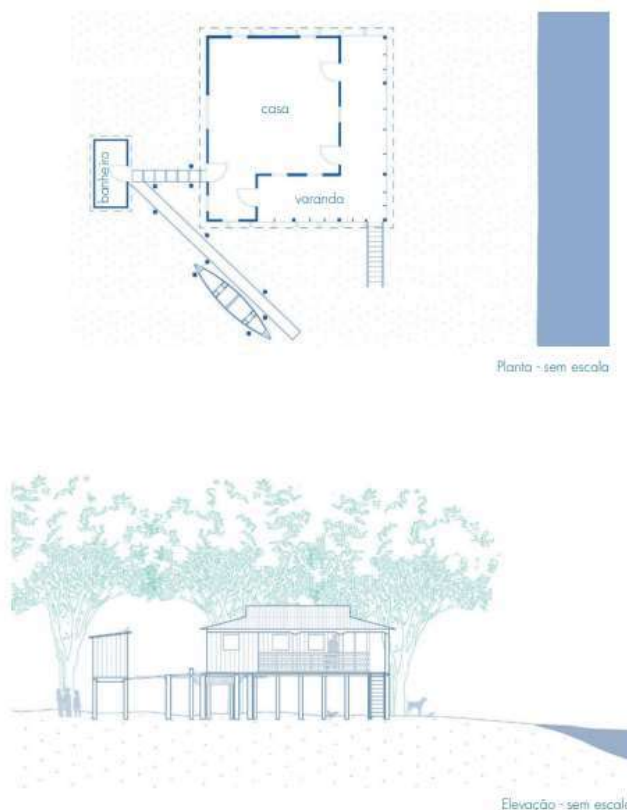 casa
banheiro
varanda
Planta - sem escala
Elevação - sem escala